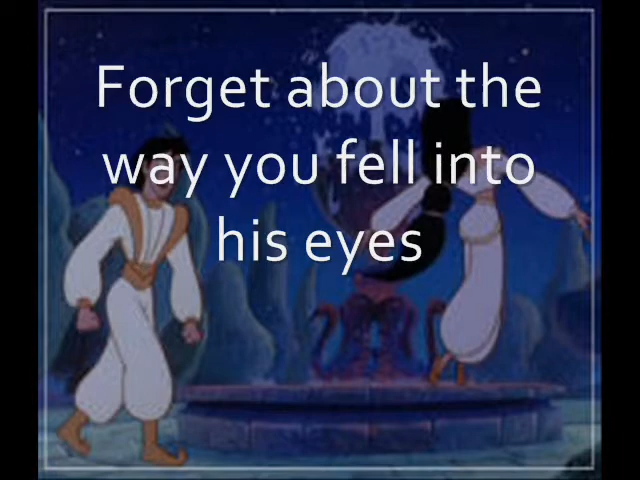 Forget about the
way you fell into
his eyes